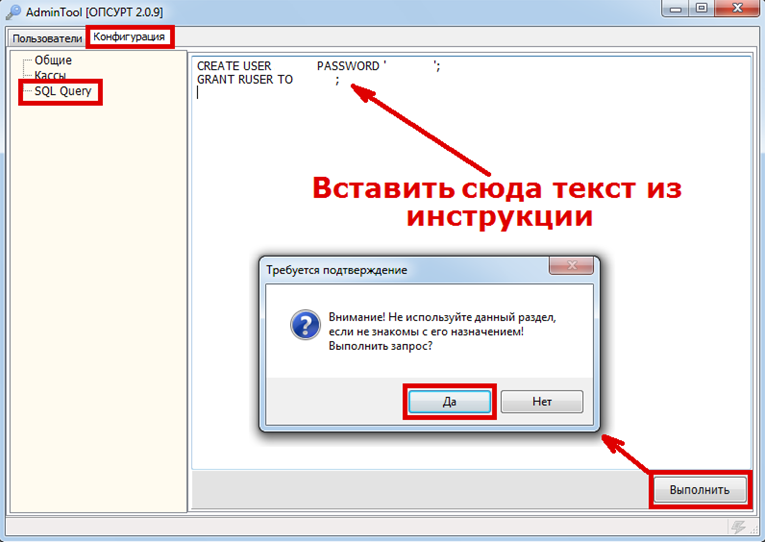 AdminTool [ОПСУРТ 2.0.9]
Пользователи Конфигурация
Общие
Кассы
SQL Query
CREATE USER PASSWORD ' ';
GRANT RUSER TO ;
Вставить сюда текст из
инструкции
Требуется подтверждение
Внимание! Не используйте данный раздел,
если не знакомы с его назначением!
Выполнить запрос?
Да Нет
Выполнить